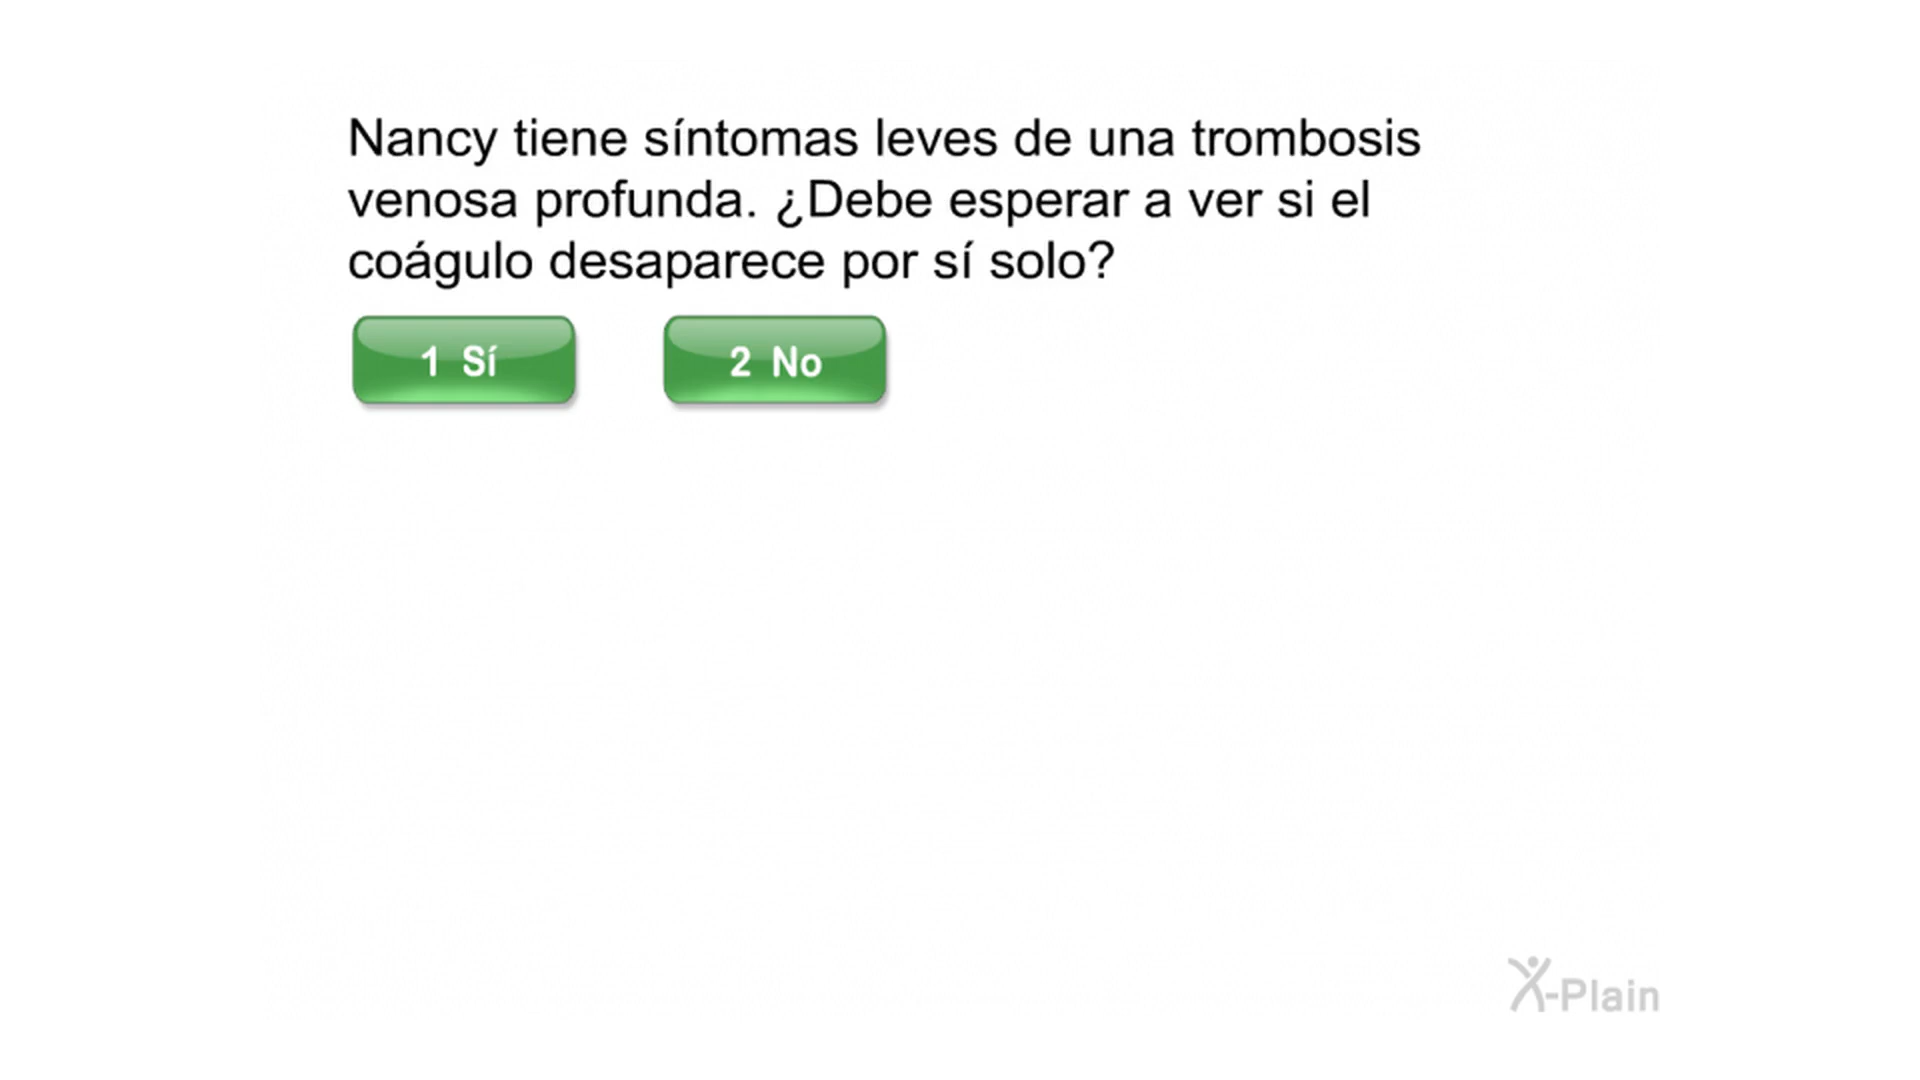 Nancy tiene síntomas leves de una trombosis
venosa profunda. ¿Debe esperar a ver si el
coágulo desaparece por sí solo?
1 Sí
2 No
X-Plain